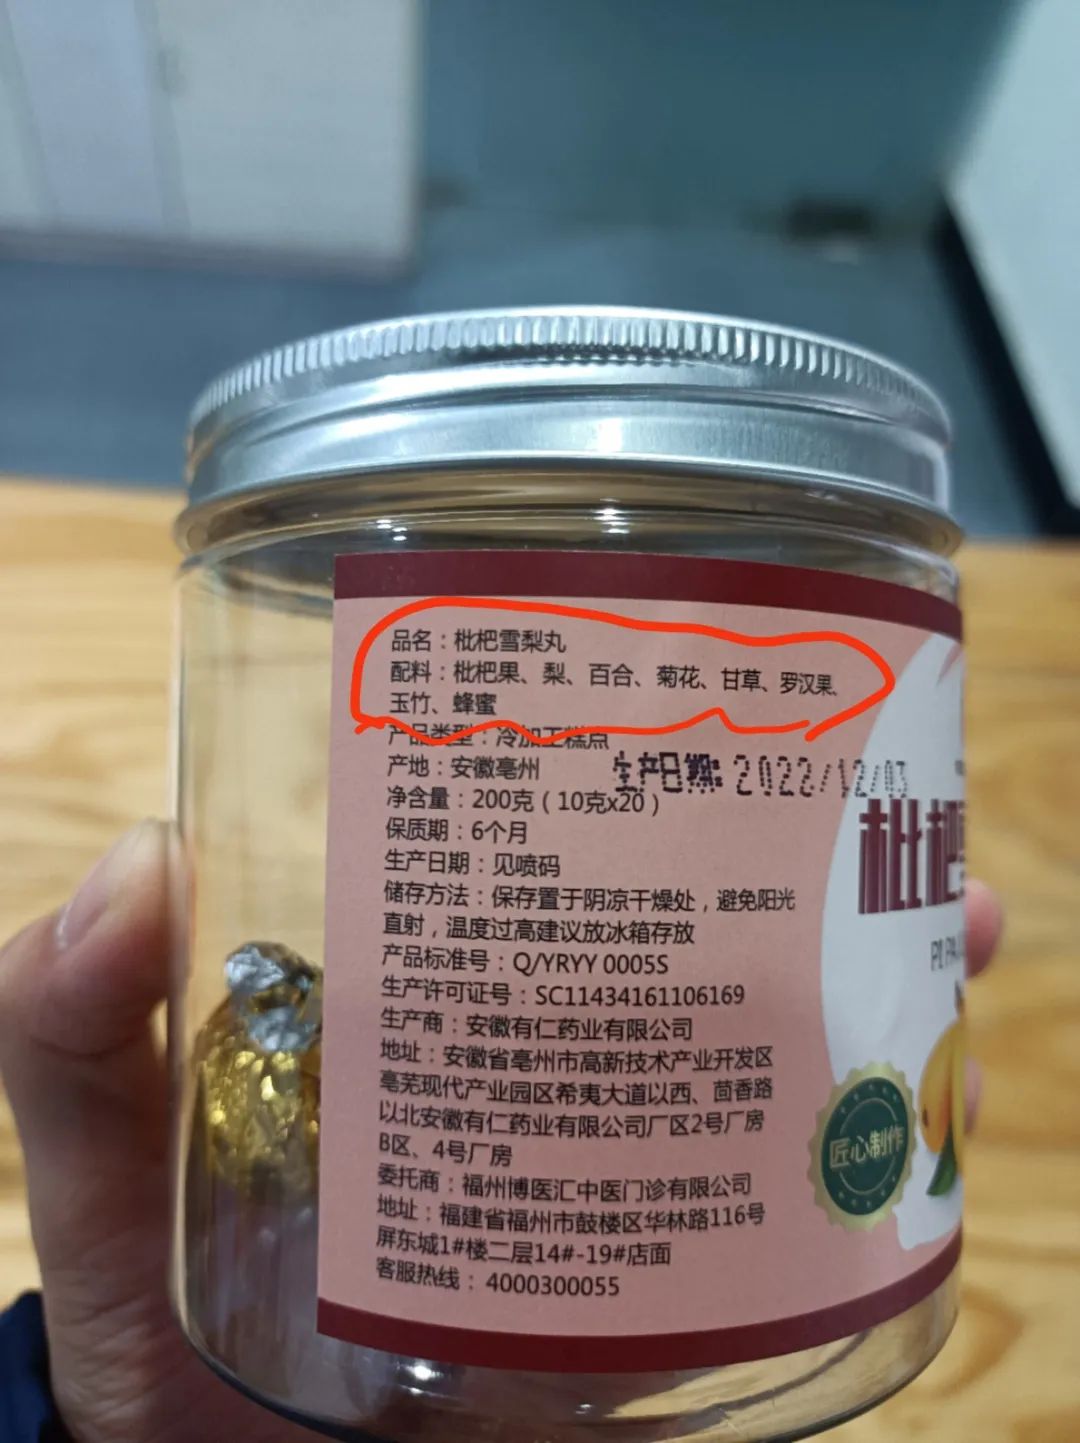 品名：枇杷雪梨丸
配料：枇杷果、梨、百合、菊花、甘草、罗汉果、
玉竹、蜂蜜
产品类型：冷加工糕点
产地：安徽亳州
生产日期: 2022/12/03
净含量：200克（10克x20）
保质期：6个月
生产日期：见喷码
储存方法：保存置于阴凉干燥处，避免阳光
直射，温度过高建议放冰箱存放
产品标准号：Q/YRYY 0005S
生产许可证号：SC11434161106169
生产商：安徽有仁药业有限公司
地址：安徽省亳州市高新技术产业开发区
亳芜现代产业园区希夷大道以西、茴香路
以北安徽有仁药业有限公司厂区2号厂房
B区、4号厂房
委托商：福州博医汇中医门诊有限公司
地址：福建省福州市鼓楼区华林路116号
屏东城1#楼二层14#-19#店面
客服热线：4000300055
枇杷
PI PA
匠心制作